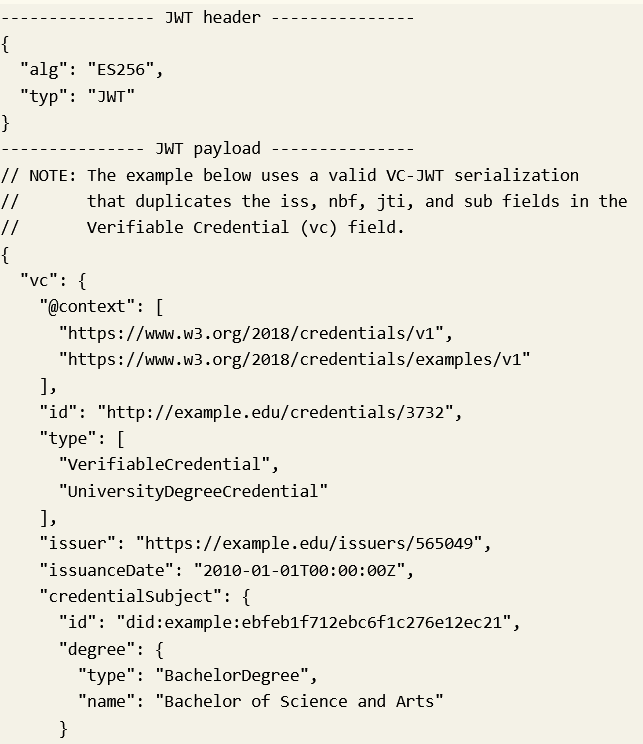 ---------------- JWT header ---------------
{
  "alg": "ES256",
  "typ": "JWT"
}
--------------- JWT payload ---------------
// NOTE: The example below uses a valid VC-JWT serialization
//       that duplicates the iss, nbf, jti, and sub fields in the
//       Verifiable Credential (vc) field.
{
  "vc": {
    "@context": [
      "https://www.w3.org/2018/credentials/v1",
      "https://www.w3.org/2018/credentials/examples/v1"
    ],
    "id": "http://example.edu/credentials/3732",
    "type": [
      "VerifiableCredential",
      "UniversityDegreeCredential"
    ],
    "issuer": "https://example.edu/issuers/565049",
    "issuanceDate": "2010-01-01T00:00:00Z",
    "credentialSubject": {
      "id": "did:example:ebfeb1f712ebc6f1c276e12ec21",
      "degree": {
        "type": "BachelorDegree",
        "name": "Bachelor of Science and Arts"
      }